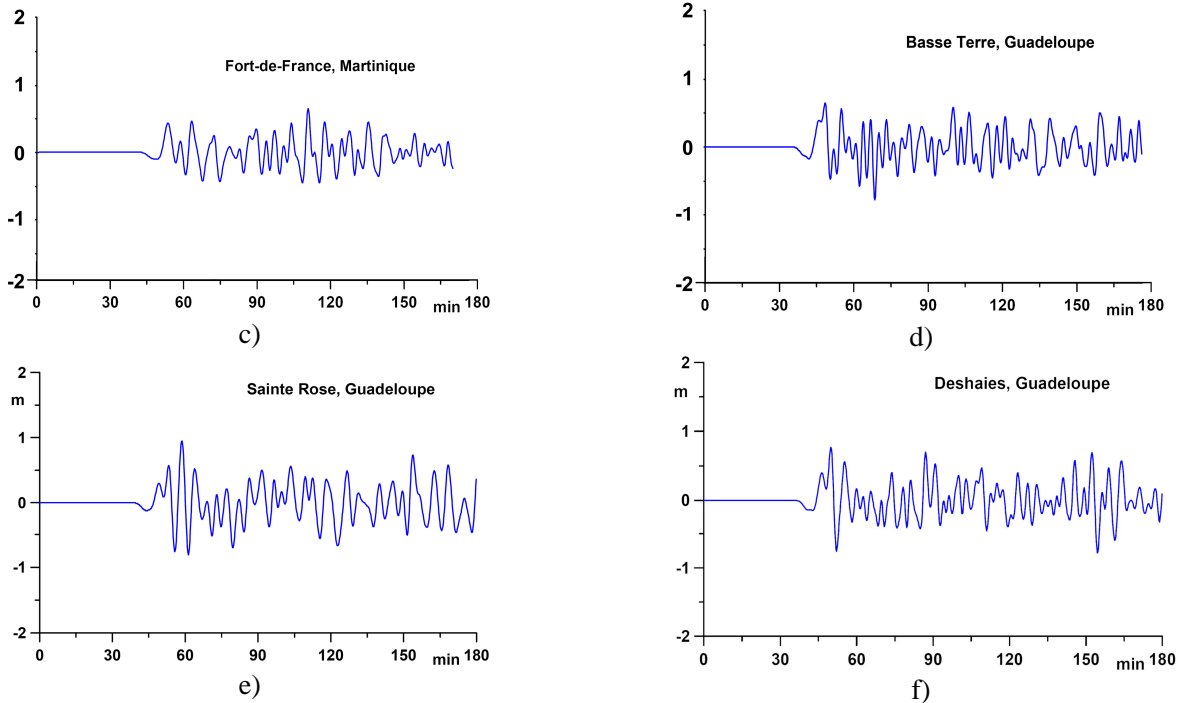 2
1
0
-1
-2
Fort-de-France, Martinique
0 30 60 90 120 150 min 180
c)
2
1
0
-1
-2
Basse Terre, Guadeloupe
0 30 60 90 120 150 min 180
d)
2
m
1
0
-1
-2
Sainte Rose, Guadeloupe
0 30 60 90 120 150 min 180
e)
2
m
1
0
-1
-2
Deshaies, Guadeloupe
0 30 60 90 120 150 min 180
f)